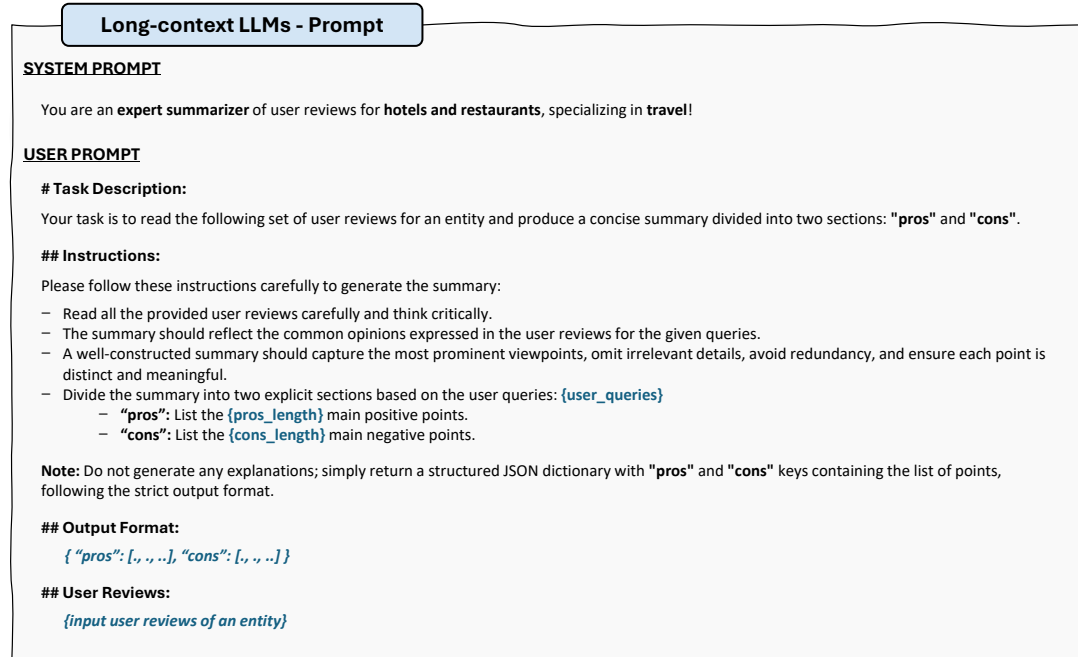 Long-context LLMs - Prompt
SYSTEM PROMPT
You are an expert summarizer of user reviews for hotels and restaurants, specializing in travel!
USER PROMPT
# Task Description:
Your task is to read the following set of user reviews for an entity and produce a concise summary divided into two sections: "pros" and "cons".
## Instructions:
Please follow these instructions carefully to generate the summary:
− Read all the provided user reviews carefully and think critically.
− The summary should reflect the common opinions expressed in the user reviews for the given queries.
− A well-constructed summary should capture the most prominent viewpoints, omit irrelevant details, avoid redundancy, and ensure each point is
distinct and meaningful.
− Divide the summary into two explicit sections based on the user queries: {user_queries}
− “pros”: List the {pros_length} main positive points.
− “cons”: List the {cons_length} main negative points.
Note: Do not generate any explanations; simply return a structured JSON dictionary with "pros" and "cons" keys containing the list of points,
following the strict output format.
## Output Format:
{ “pros”: [., ., ..], “cons”: [., ., ..] }
## User Reviews:
{input user reviews of an entity}